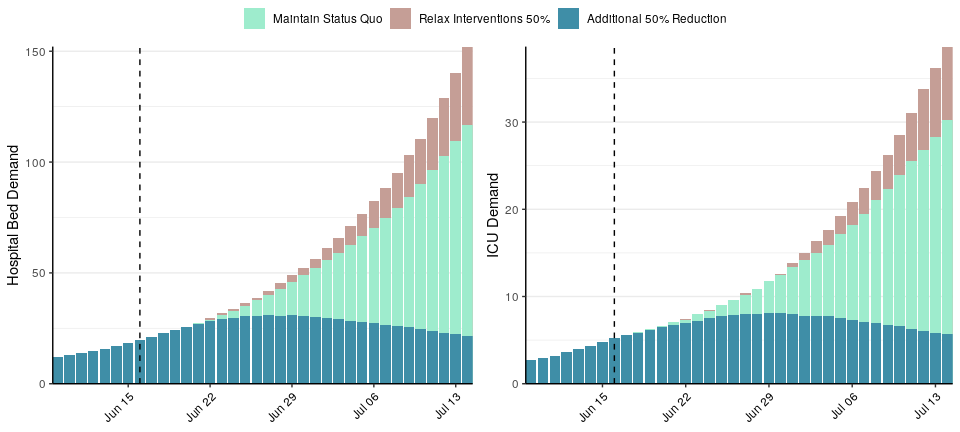 Maintain Status Quo Relax Interventions 50% Additional 50% Reduction
Hospital Bed Demand
150
100
50
0
Jun 15 Jun 22 Jun 29 Jul 06 Jul 13
ICU Demand
30
20
10
0
Jun 15 Jun 22 Jun 29 Jul 06 Jul 13